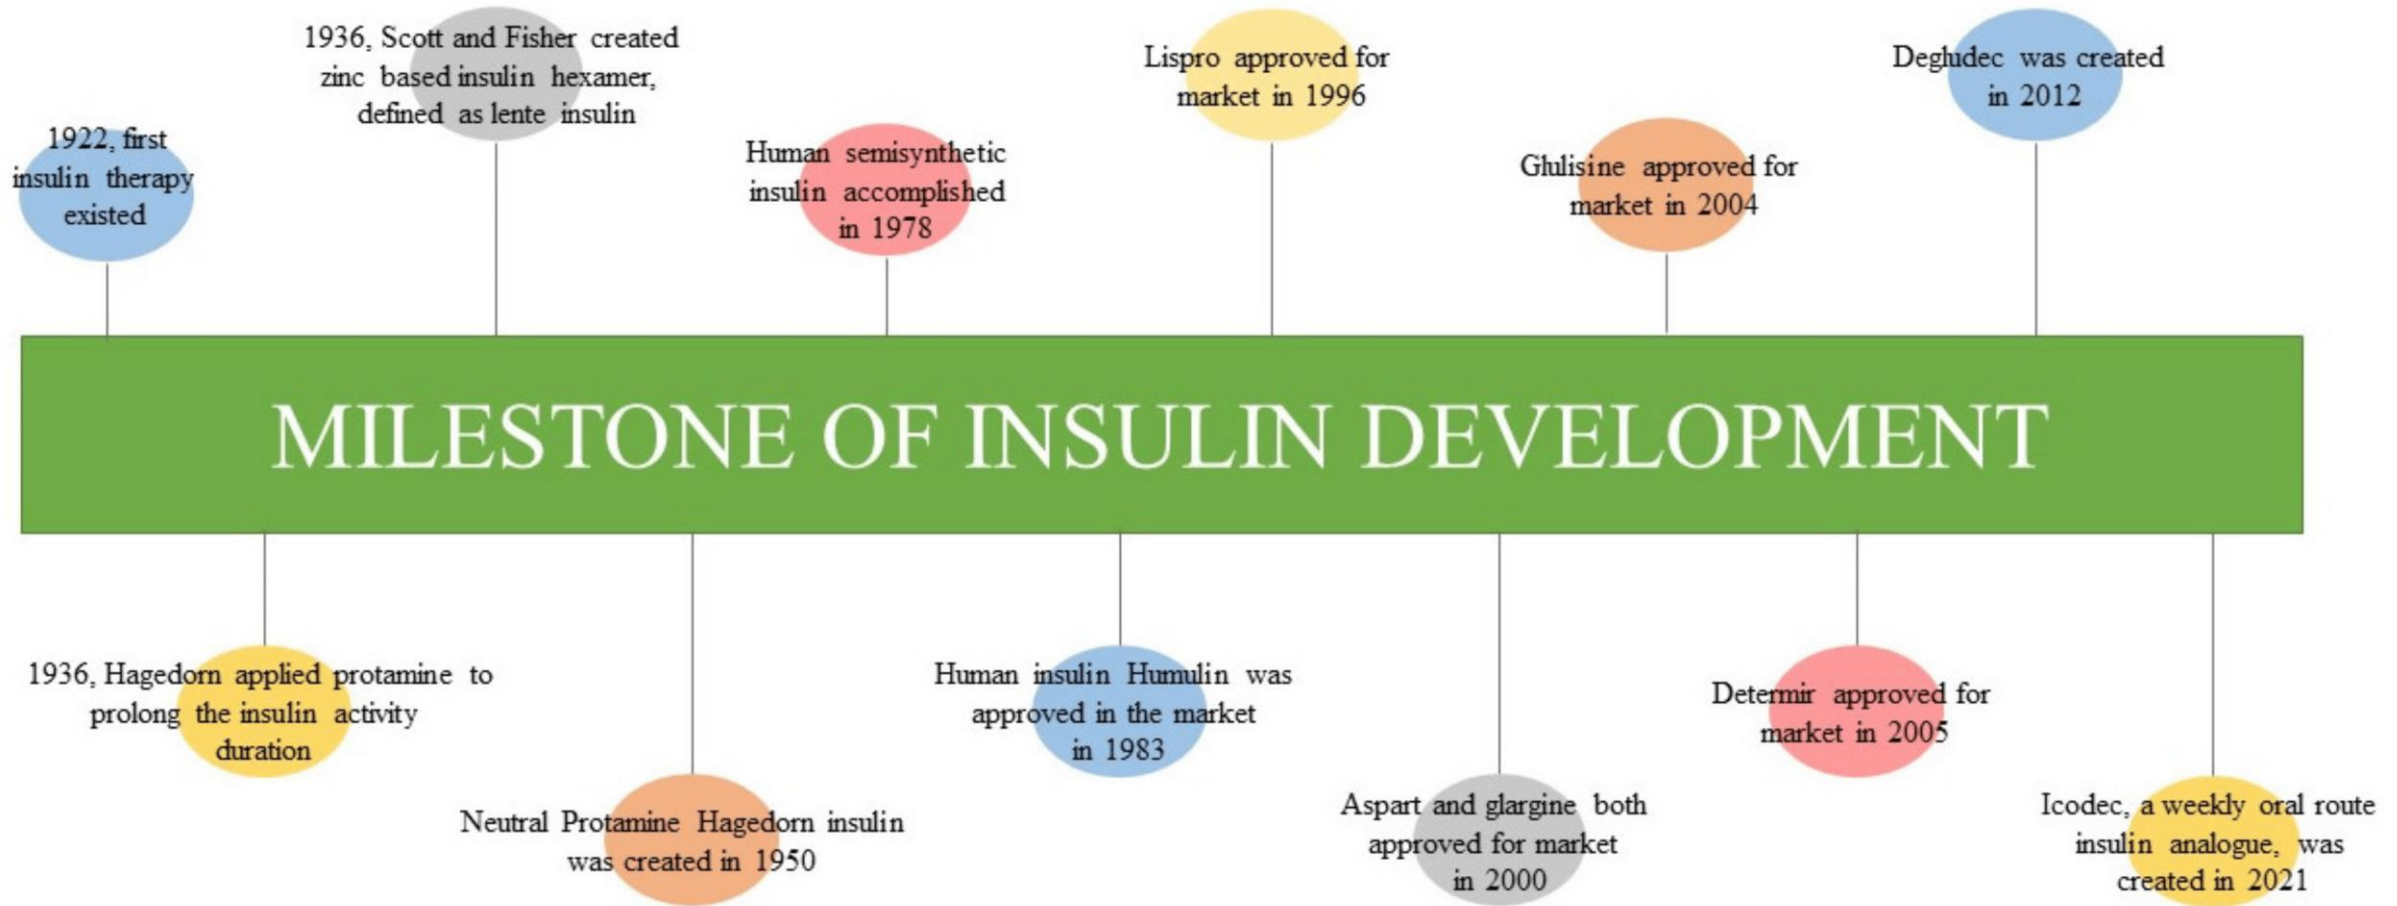 1936, Scott and Fisher created
zinc based insulin hexamer,
defined as lente insulin
Lispro approved for
market in 1996
Degludec was created
in 2012
1922, first
insulin therapy
existed
Human semisynthetic
insulin accomplished
in 1978
Glulisine approved for
market in 2004
MILESTONE OF INSULIN DEVELOPMENT
1936, Hagedorn applied protamine to
prolong the insulin activity
duration
Human insulin Humulin was
approved in the market
in 1983
Determir approved for
market in 2005
Neutral Protamine Hagedorn insulin
was created in 1950
Aspart and glargine both
approved for market
in 2000
Icodec, a weekly oral route
insulin analogue, was
created in 2021